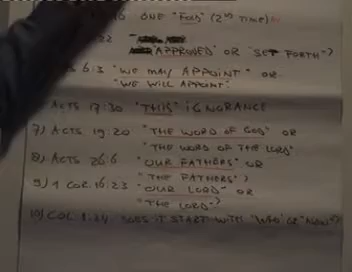 ONE "FOLD" (2ND TIME)
22
"APPROVED" OR "SET FORTH")
6:3 "WE MAY APPOINT" OR
"WE WILL APPOINT."
ACTS 17:30 "THIS" IGNORANCE
7) ACTS 19:20 "THE WORD OF GOD" OR
"THE WORD OF THE LORD"
8) ACTS 26:6 "OUR FATHERS" OR
"THE FATHERS")
9) 1 COR. 16:23 "OUR LORD" OR
"THE LORD")
10) COL. 1:24 DOES IT START WITH "WHO" OR "NOW"?